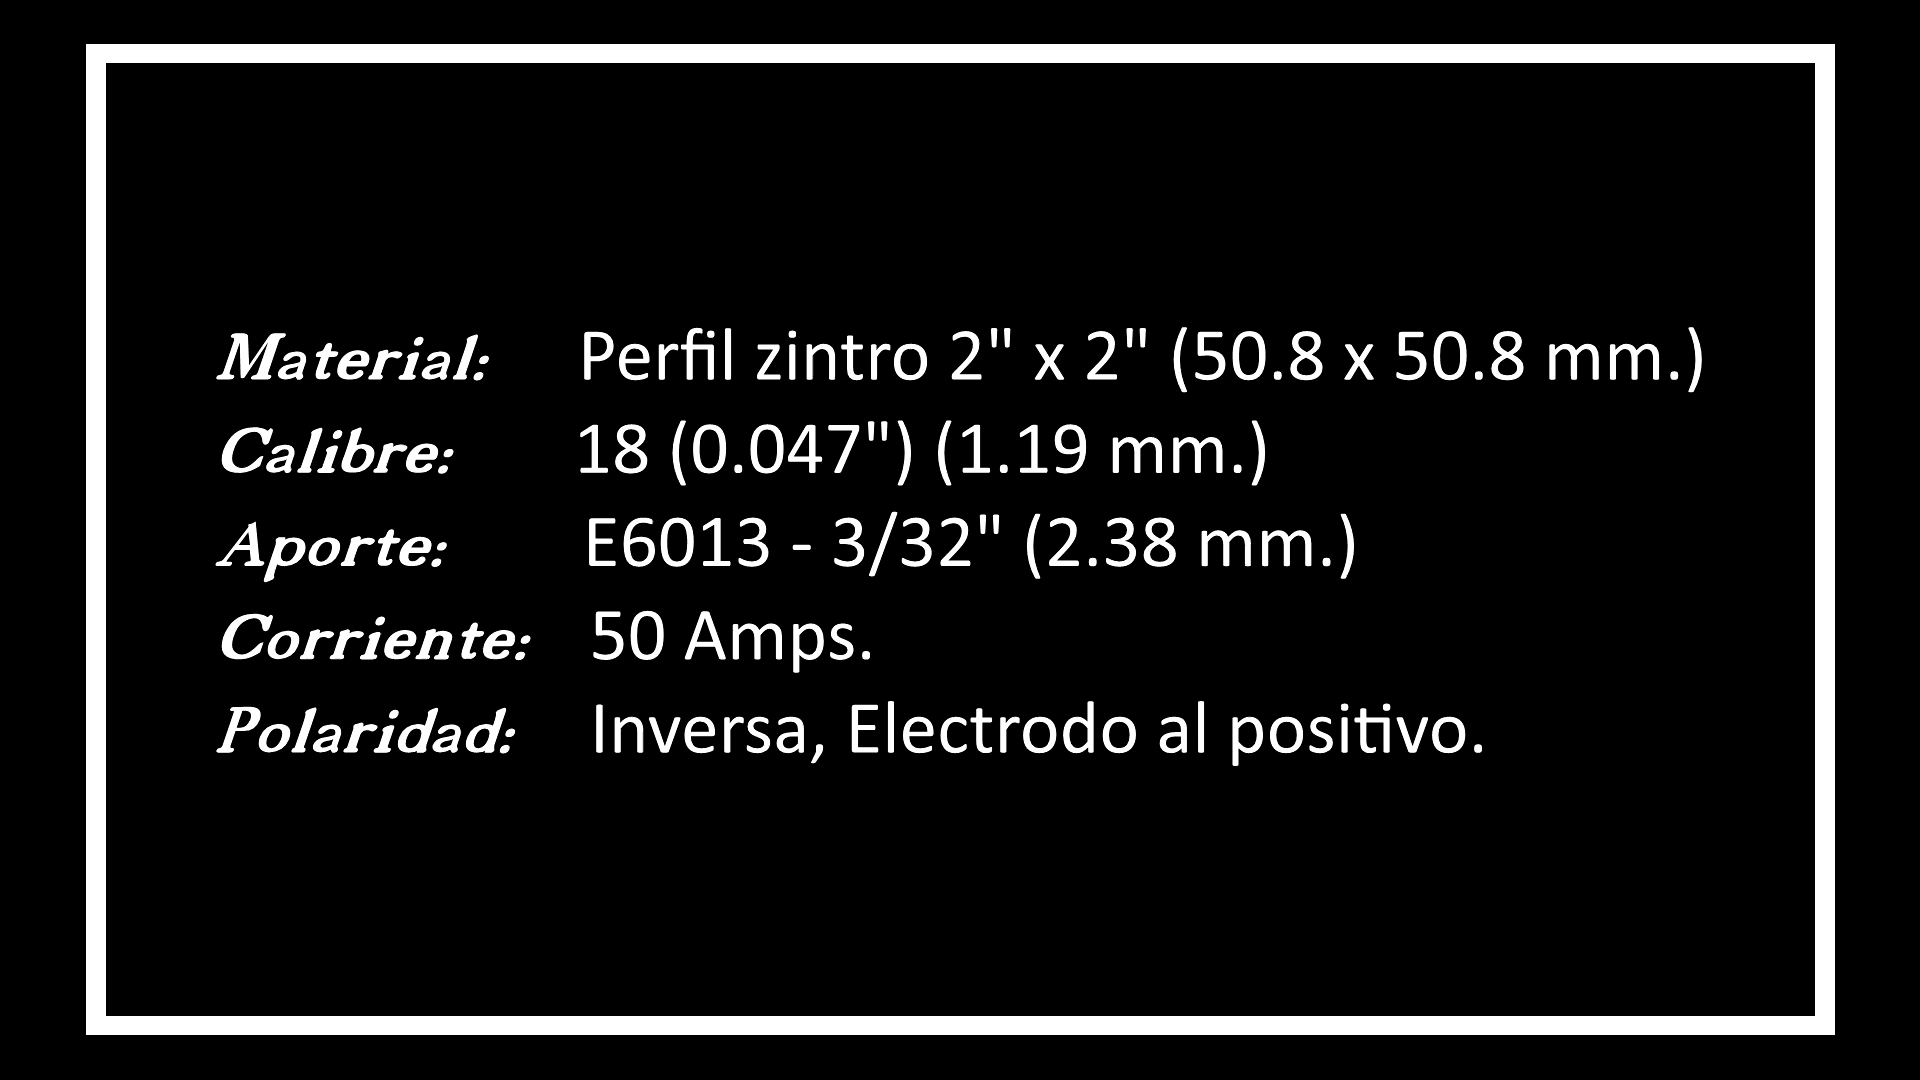 Material: Perfil zintro 2" x 2" (50.8 x 50.8 mm.)
Calibre: 18 (0.047") (1.19 mm.)
Aporte: E6013 - 3/32" (2.38 mm.)
Corriente: 50 Amps.
Polaridad: Inversa, Electrodo al positivo.